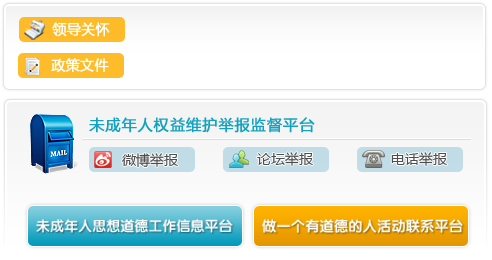 领导关怀
政策文件
未成年人权益维护举报监督平台
MAIL
微博举报 论坛举报 电话举报
未成年人思想道德工作信息平台 做一个有道德的人活动联系平台